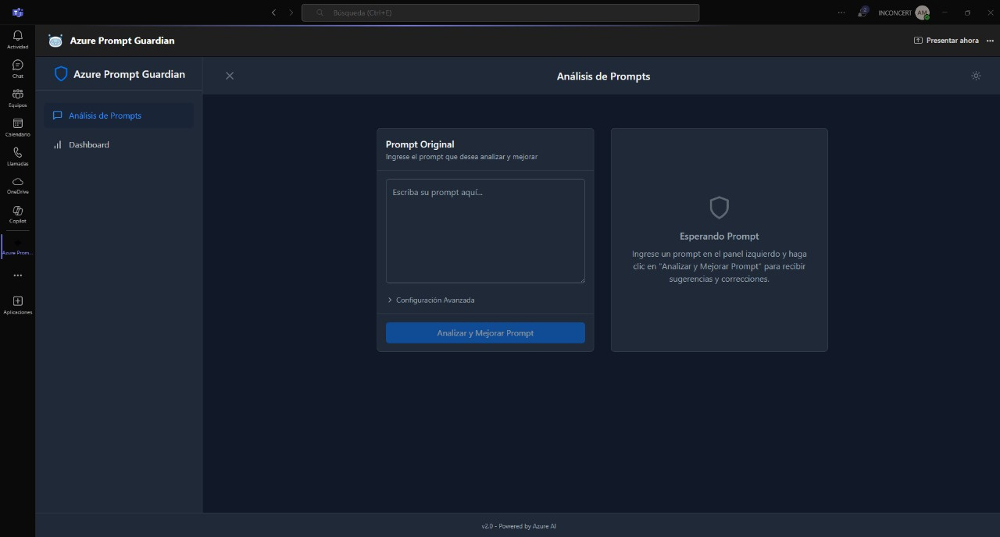 Búsqueda (Ctrl+E)
2
INCONCERT
AM
Actividad
Chat
Equipos
Calendario
Llamadas
OneDrive
Copilot
Azure Prom...
Aplicaciones
Azure Prompt Guardian
Presentar ahora
Azure Prompt Guardian
Análisis de Prompts
Dashboard
Análisis de Prompts
Prompt Original
Ingrese el prompt que desea analizar y mejorar
Escriba su prompt aquí...
Configuración Avanzada
Analizar y Mejorar Prompt
Esperando Prompt
Ingrese un prompt en el panel izquierdo y haga
clic en "Analizar y Mejorar Prompt" para recibir
sugerencias y correcciones.
v2.0 - Powered by Azure AI